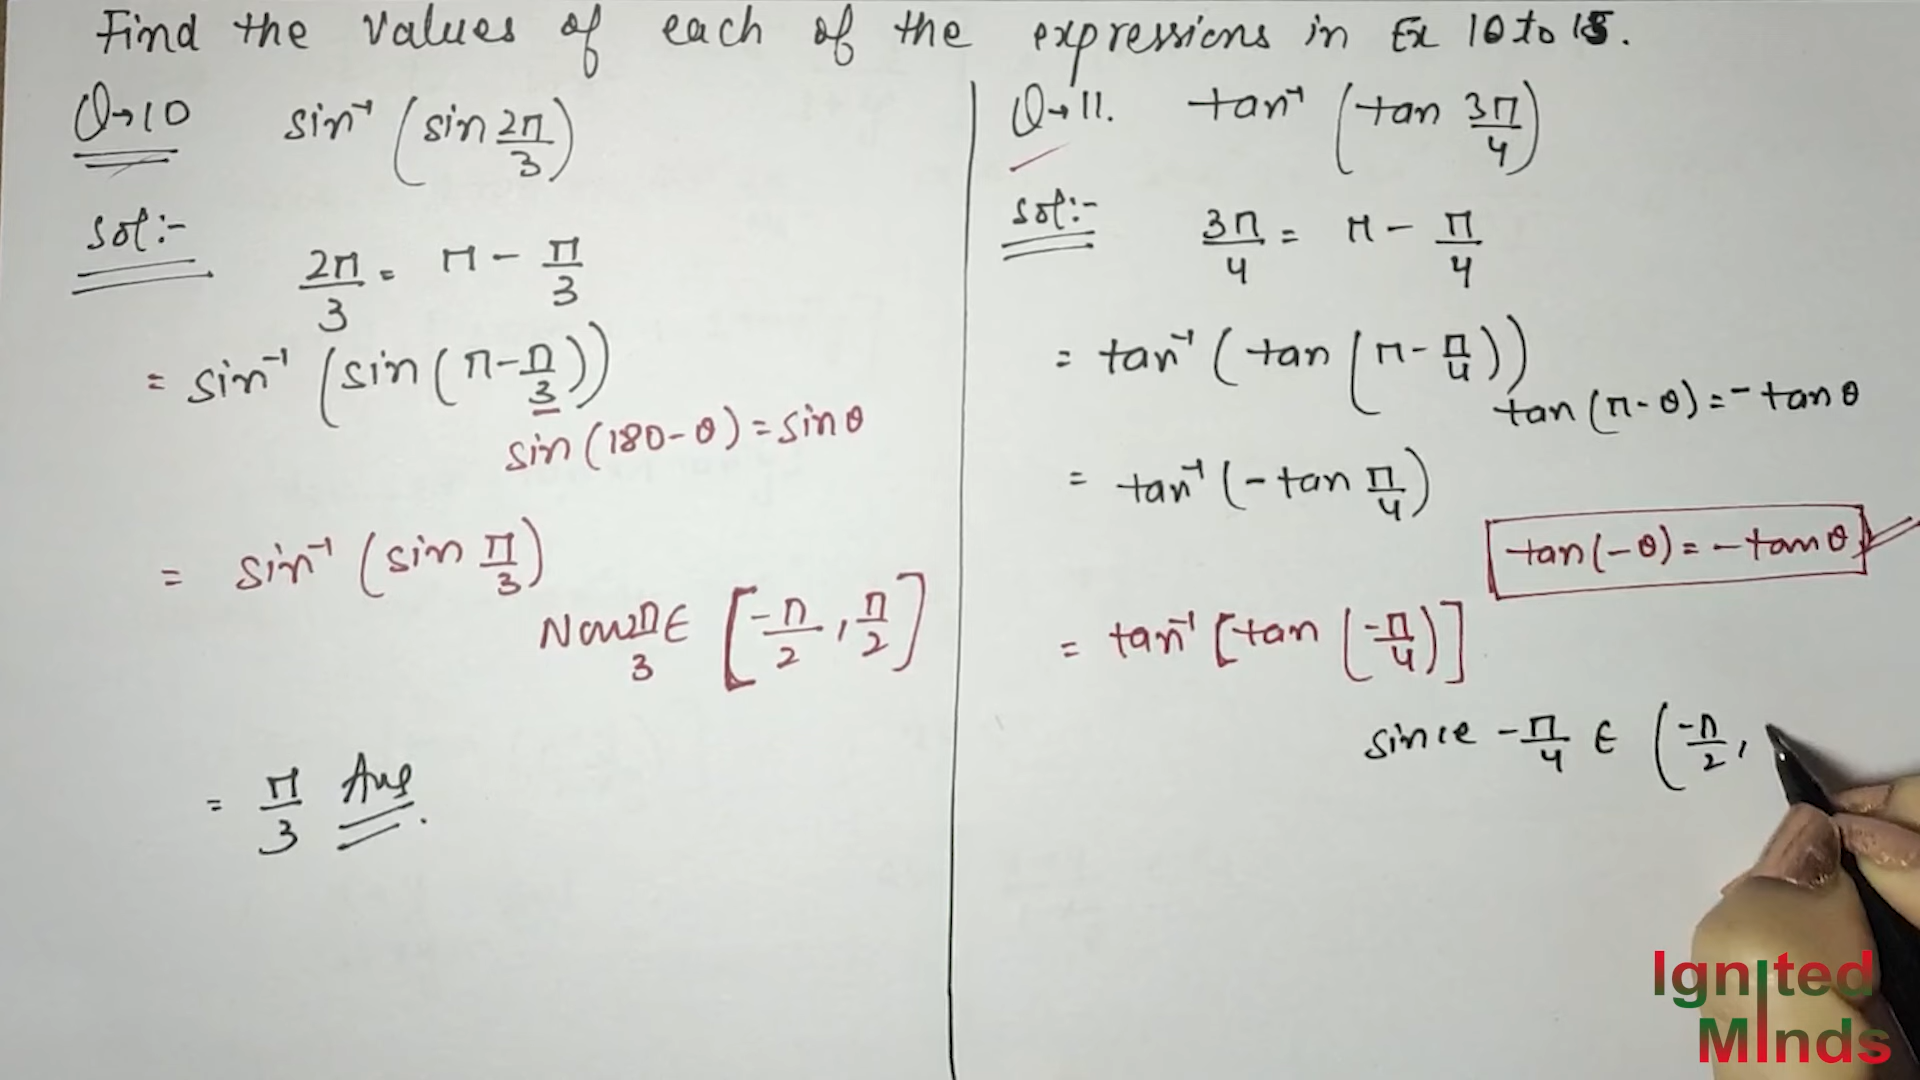 Find the values of each of the expressions in Ex 10 to 15.
Q→10 sin⁻¹ (sin 2π/3)
Sol:-
2π/3 = π - π/3
= sin⁻¹ (sin (π - π/3))
sin (180 - θ) = sin θ
= sin⁻¹ (sin π/3)
Now 2π/3 ∈ [-π/2, π/2]
= π/3 Ans.
Q→11. tan⁻¹ (tan 3π/4)
Sol:-
3π/4 = π - π/4
= tan⁻¹ (tan (π - π/4))
tan (π - θ) = - tan θ
= tan⁻¹ (- tan π/4)
tan (-θ) = - tan θ
= tan⁻¹ [tan (-π/4)]
since -π/4 ∈ (-π/2,
Ignited
Minds